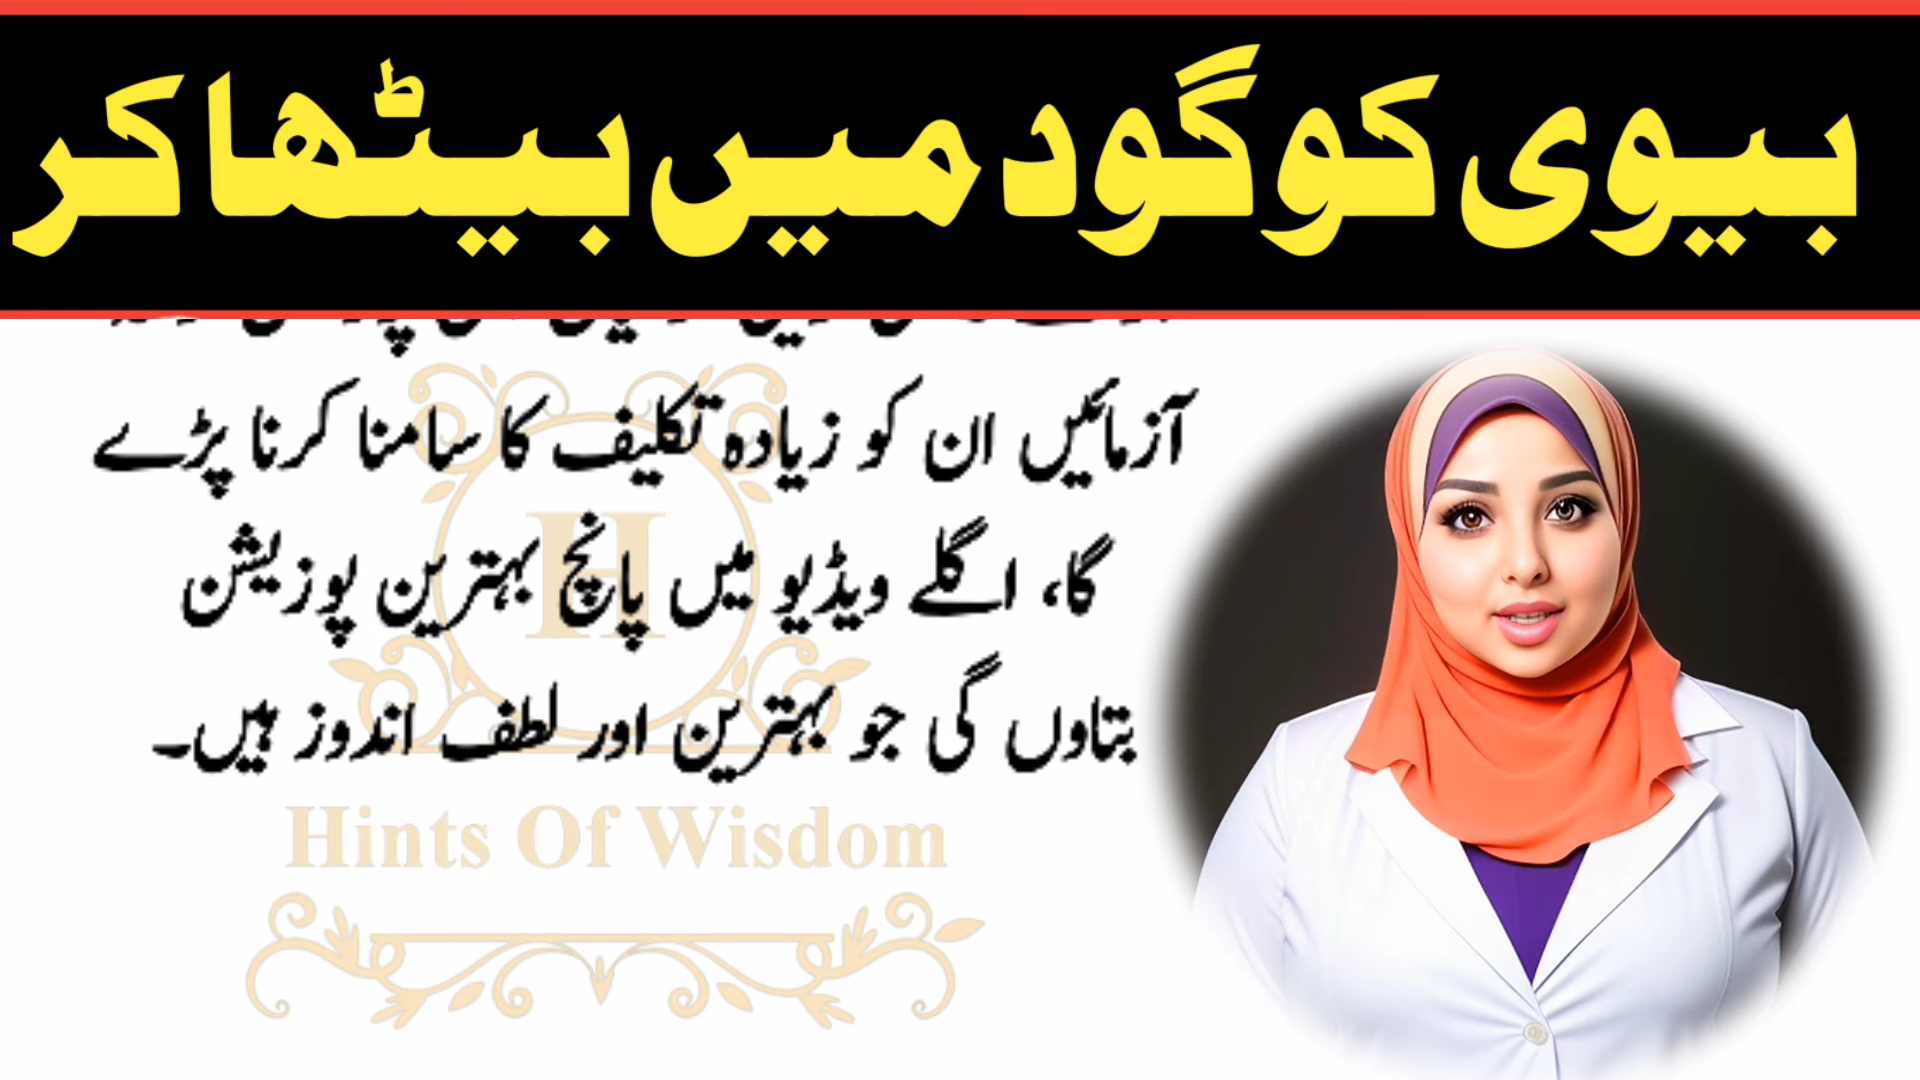 بیوی کو گود میں بیٹھا کر
آزمائیں ان کو زیادہ تکلیف کا سامنا کرنا پڑے
گا، اگلے ویڈیو میں پانچ بہترین پوزیشن
بتاوں گی جو بہترین اور لطف اندوز ہیں۔
H
Hints Of Wisdom